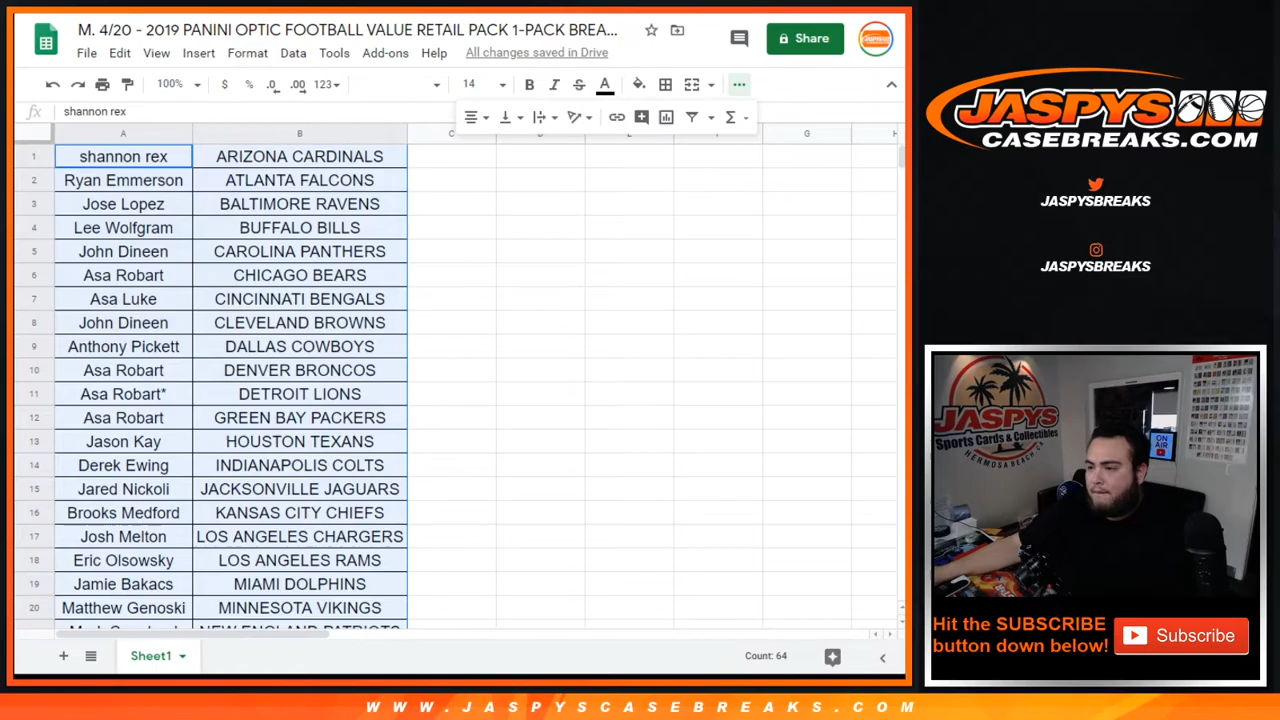 M. 4/20 - 2019 PANINI OPTIC FOOTBALL VALUE RETAIL PACK 1-PACK BREA...
Share
File Edit View Insert Format Data Tools Add-ons Help All changes saved in Drive
100% $ % .0 .00 123 14 B I S A
fx shannon rex
A B C G H
1 shannon rex ARIZONA CARDINALS
2 Ryan Emmerson ATLANTA FALCONS
3 Jose Lopez BALTIMORE RAVENS
4 Lee Wolfgram BUFFALO BILLS
5 John Dineen CAROLINA PANTHERS
6 Asa Robart CHICAGO BEARS
7 Asa Luke CINCINNATI BENGALS
8 John Dineen CLEVELAND BROWNS
9 Anthony Pickett DALLAS COWBOYS
10 Asa Robart DENVER BRONCOS
11 Asa Robart* DETROIT LIONS
12 Asa Robart GREEN BAY PACKERS
13 Jason Kay HOUSTON TEXANS
14 Derek Ewing INDIANAPOLIS COLTS
15 Jared Nickoli JACKSONVILLE JAGUARS
16 Brooks Medford KANSAS CITY CHIEFS
17 Josh Melton LOS ANGELES CHARGERS
18 Eric Olsowsky LOS ANGELES RAMS
19 Jamie Bakacs MIAMI DOLPHINS
20 Matthew Genoski MINNESOTA VIKINGS
NEW ENGLAND PATRIOTS
Sheet1
Count: 64
JASPYS
CASEBREAKS.COM
JASPYSBREAKS
JASPYSBREAKS
JASPYS
Sports Cards & Collectibles
HERMOSA BEACH, CA
ON
AIR
Hit the SUBSCRIBE
button down below!
Subscribe
WWW.JASPYSCASEBREAKS.COM